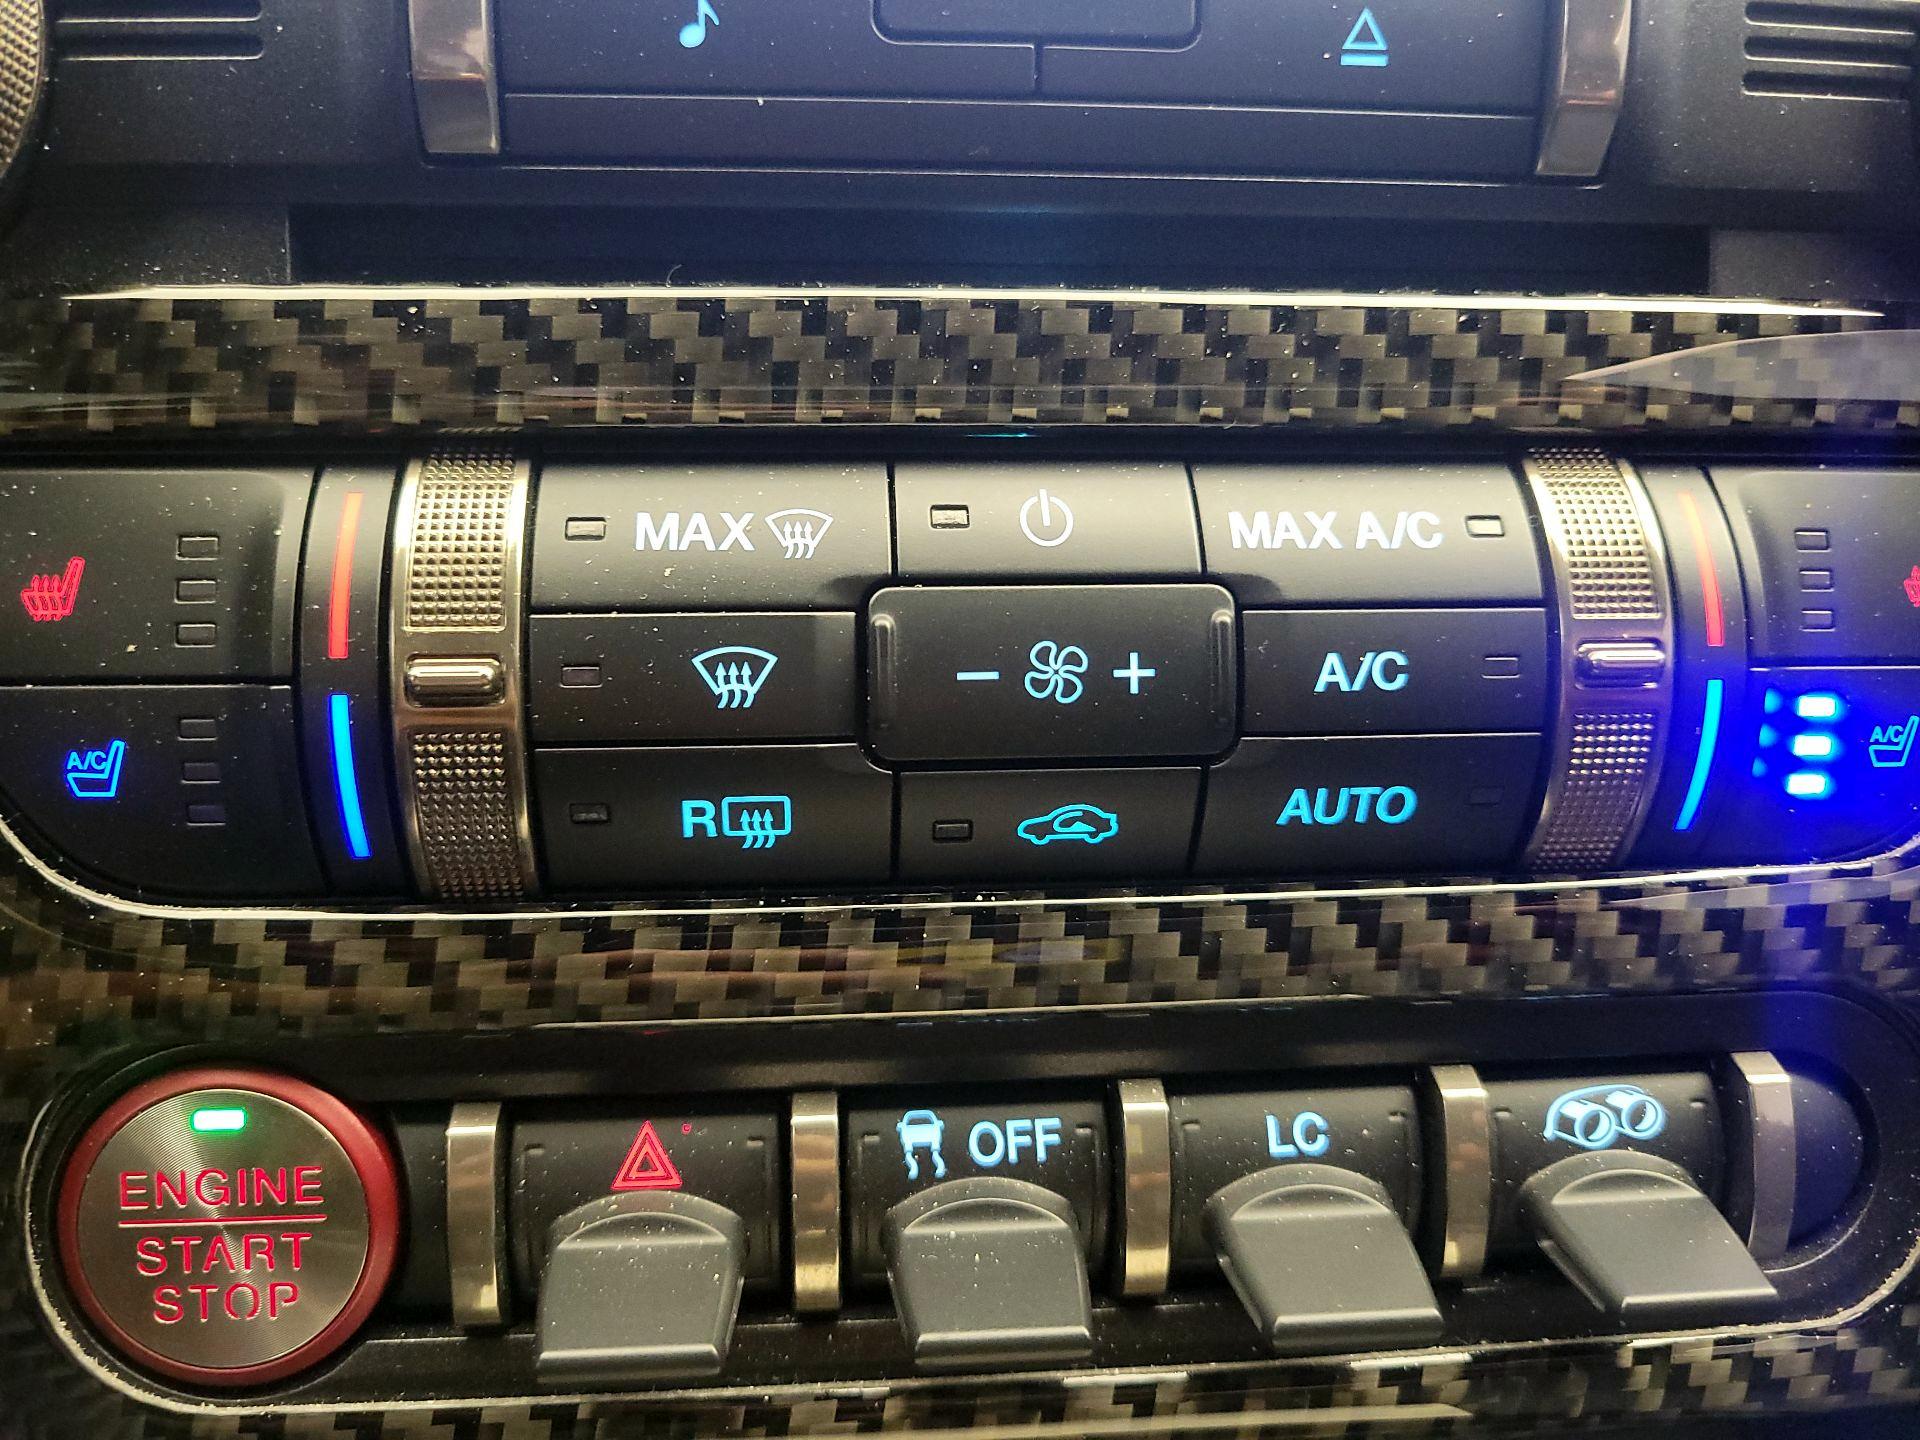 MAX
MAX A/C
A/C
A/C
A/C
R
AUTO
ENGINE
START
STOP
OFF
LC